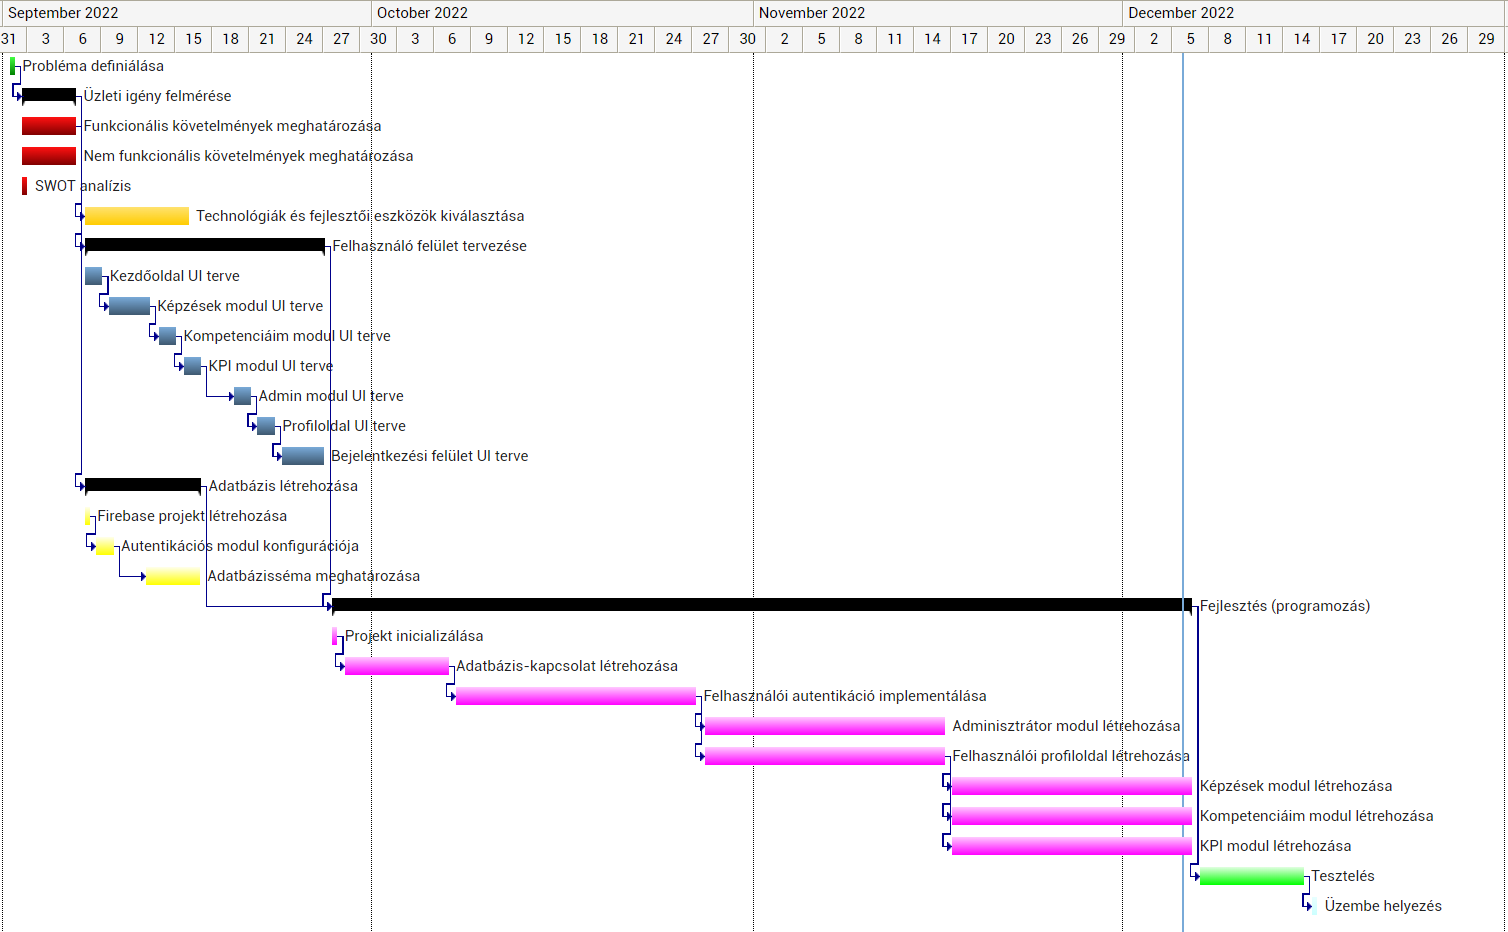 September 2022 October 2022 November 2022 December 2022
31 3 6 9 12 15 18 21 24 27 30 3 6 9 12 15 18 21 24 27 30 2 5 8 11 14 17 20 23 26 29 2 5 8 11 14 17 20 23 26 29
Probléma definiálása
Üzleti igény felmérése
Funkcionális követelmények meghatározása
Nem funkcionális követelmények meghatározása
SWOT analízis
Technológiák és fejlesztői eszközök kiválasztása
Felhasználó felület tervezése
Kezdőoldal UI terve
Képzések modul UI terve
Kompetenciáim modul UI terve
KPI modul UI terve
Admin modul UI terve
Profiloldal UI terve
Bejelentkezési felület UI terve
Adatbázis létrehozása
Firebase projekt létrehozása
Autentikációs modul konfigurációja
Adatbázisséma meghatározása
Fejlesztés (programozás)
Projekt inicializálása
Adatbázis-kapcsolat létrehozása
Felhasználói autentikáció implementálása
Adminisztrátor modul létrehozása
Felhasználói profiloldal létrehozása
Képzések modul létrehozása
Kompetenciáim modul létrehozása
KPI modul létrehozása
Tesztelés
Üzembe helyezés